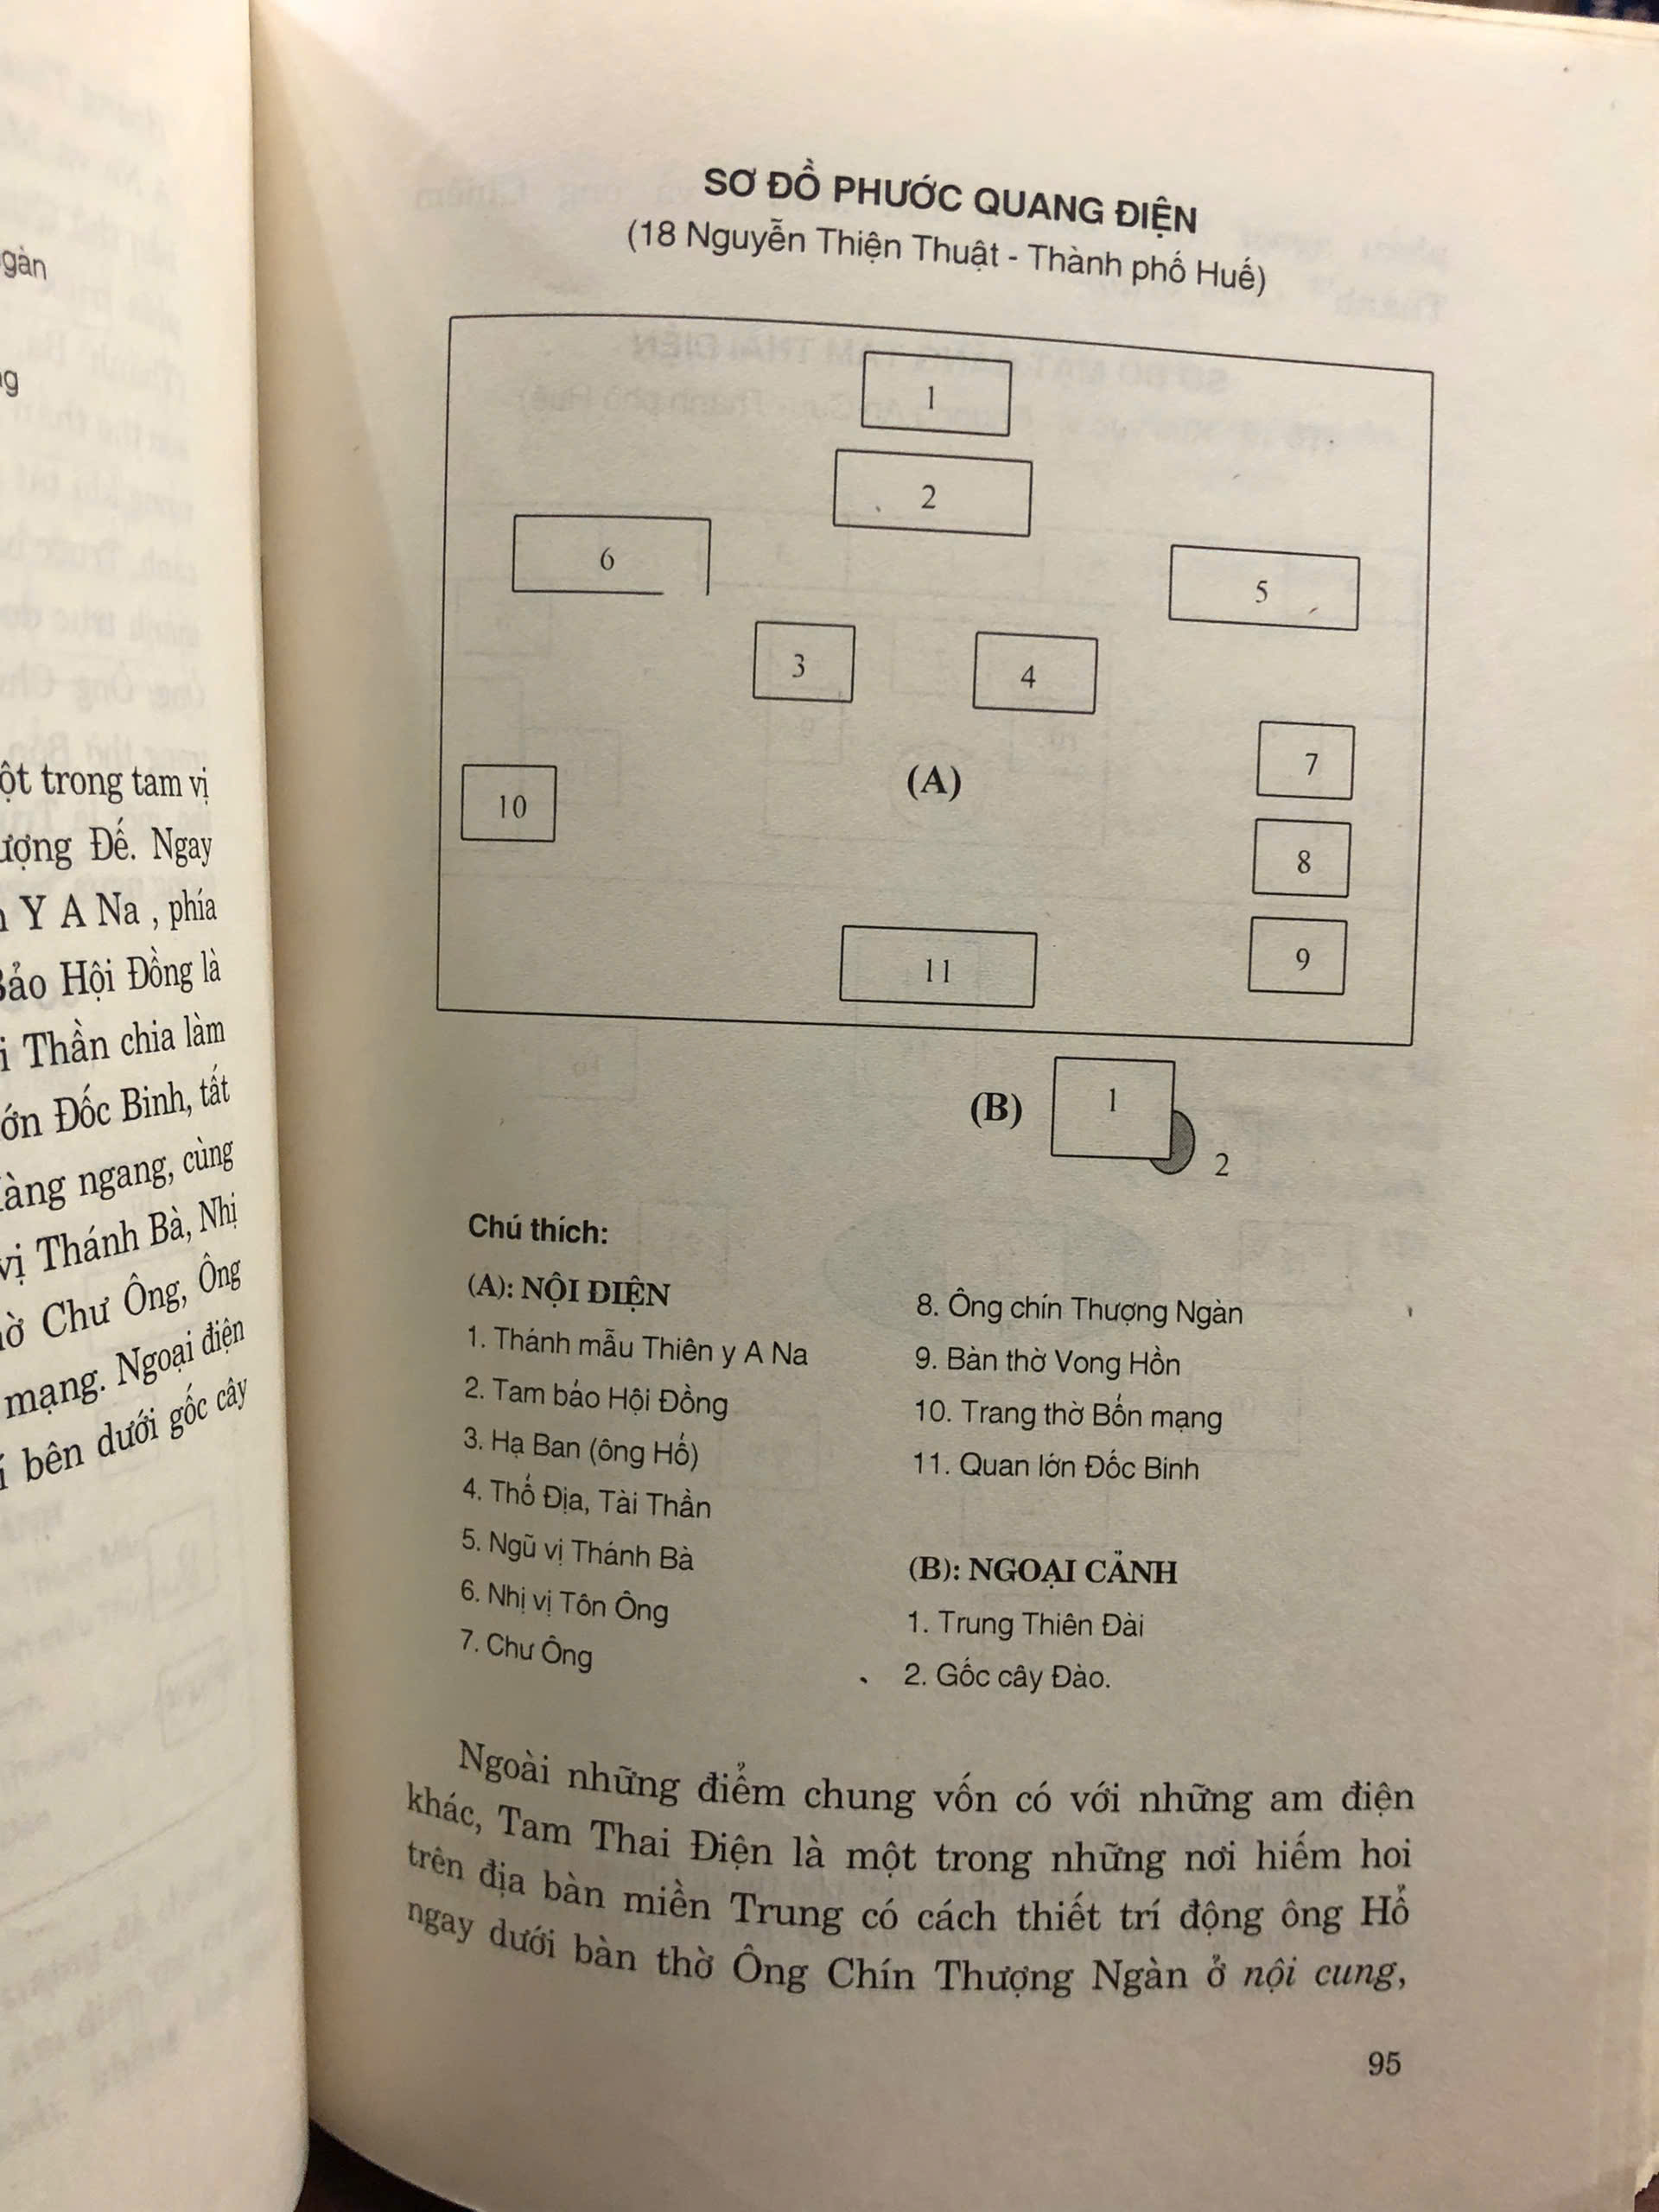 gàn
ột trong tam vị
ượng Đế. Ngay
Y A Na , phía
Bảo Hội Đồng là
i Thần chia làm
ớn Đốc Binh, tất
àng ngang, cùng
vị Thánh Bà, Nhị
ờ Chư Ông, Ông
mạng. Ngoại điện
í bên dưới gốc cây
SƠ ĐỒ PHƯỚC QUANG ĐIỆN
(18 Nguyễn Thiện Thuật - Thành phố Huế)
1
2
6
5
3
4
(A)
7
10
8
11
9
(B)
1
2
Chú thích:
(A): NỘI ĐIỆN
1. Thánh mẫu Thiên y A Na
2. Tam bảo Hội Đồng
3. Hạ Ban (ông Hổ)
4. Thổ Địa, Tài Thần
5. Ngũ vị Thánh Bà
6. Nhị vị Tôn Ông
7. Chư Ông
8. Ông chín Thượng Ngàn
9. Bàn thờ Vong Hồn
10. Trang thờ Bổn mạng
11. Quan lớn Đốc Binh
(B): NGOẠI CẢNH
1. Trung Thiên Đài
2. Gốc cây Đào.
Ngoài những điểm chung vốn có với những am điện
khác, Tam Thai Điện là một trong những nơi hiếm hoi
trên địa bàn miền Trung có cách thiết trí động ông Hổ
ngay dưới bàn thờ Ông Chín Thượng Ngàn ở nội cung,
95